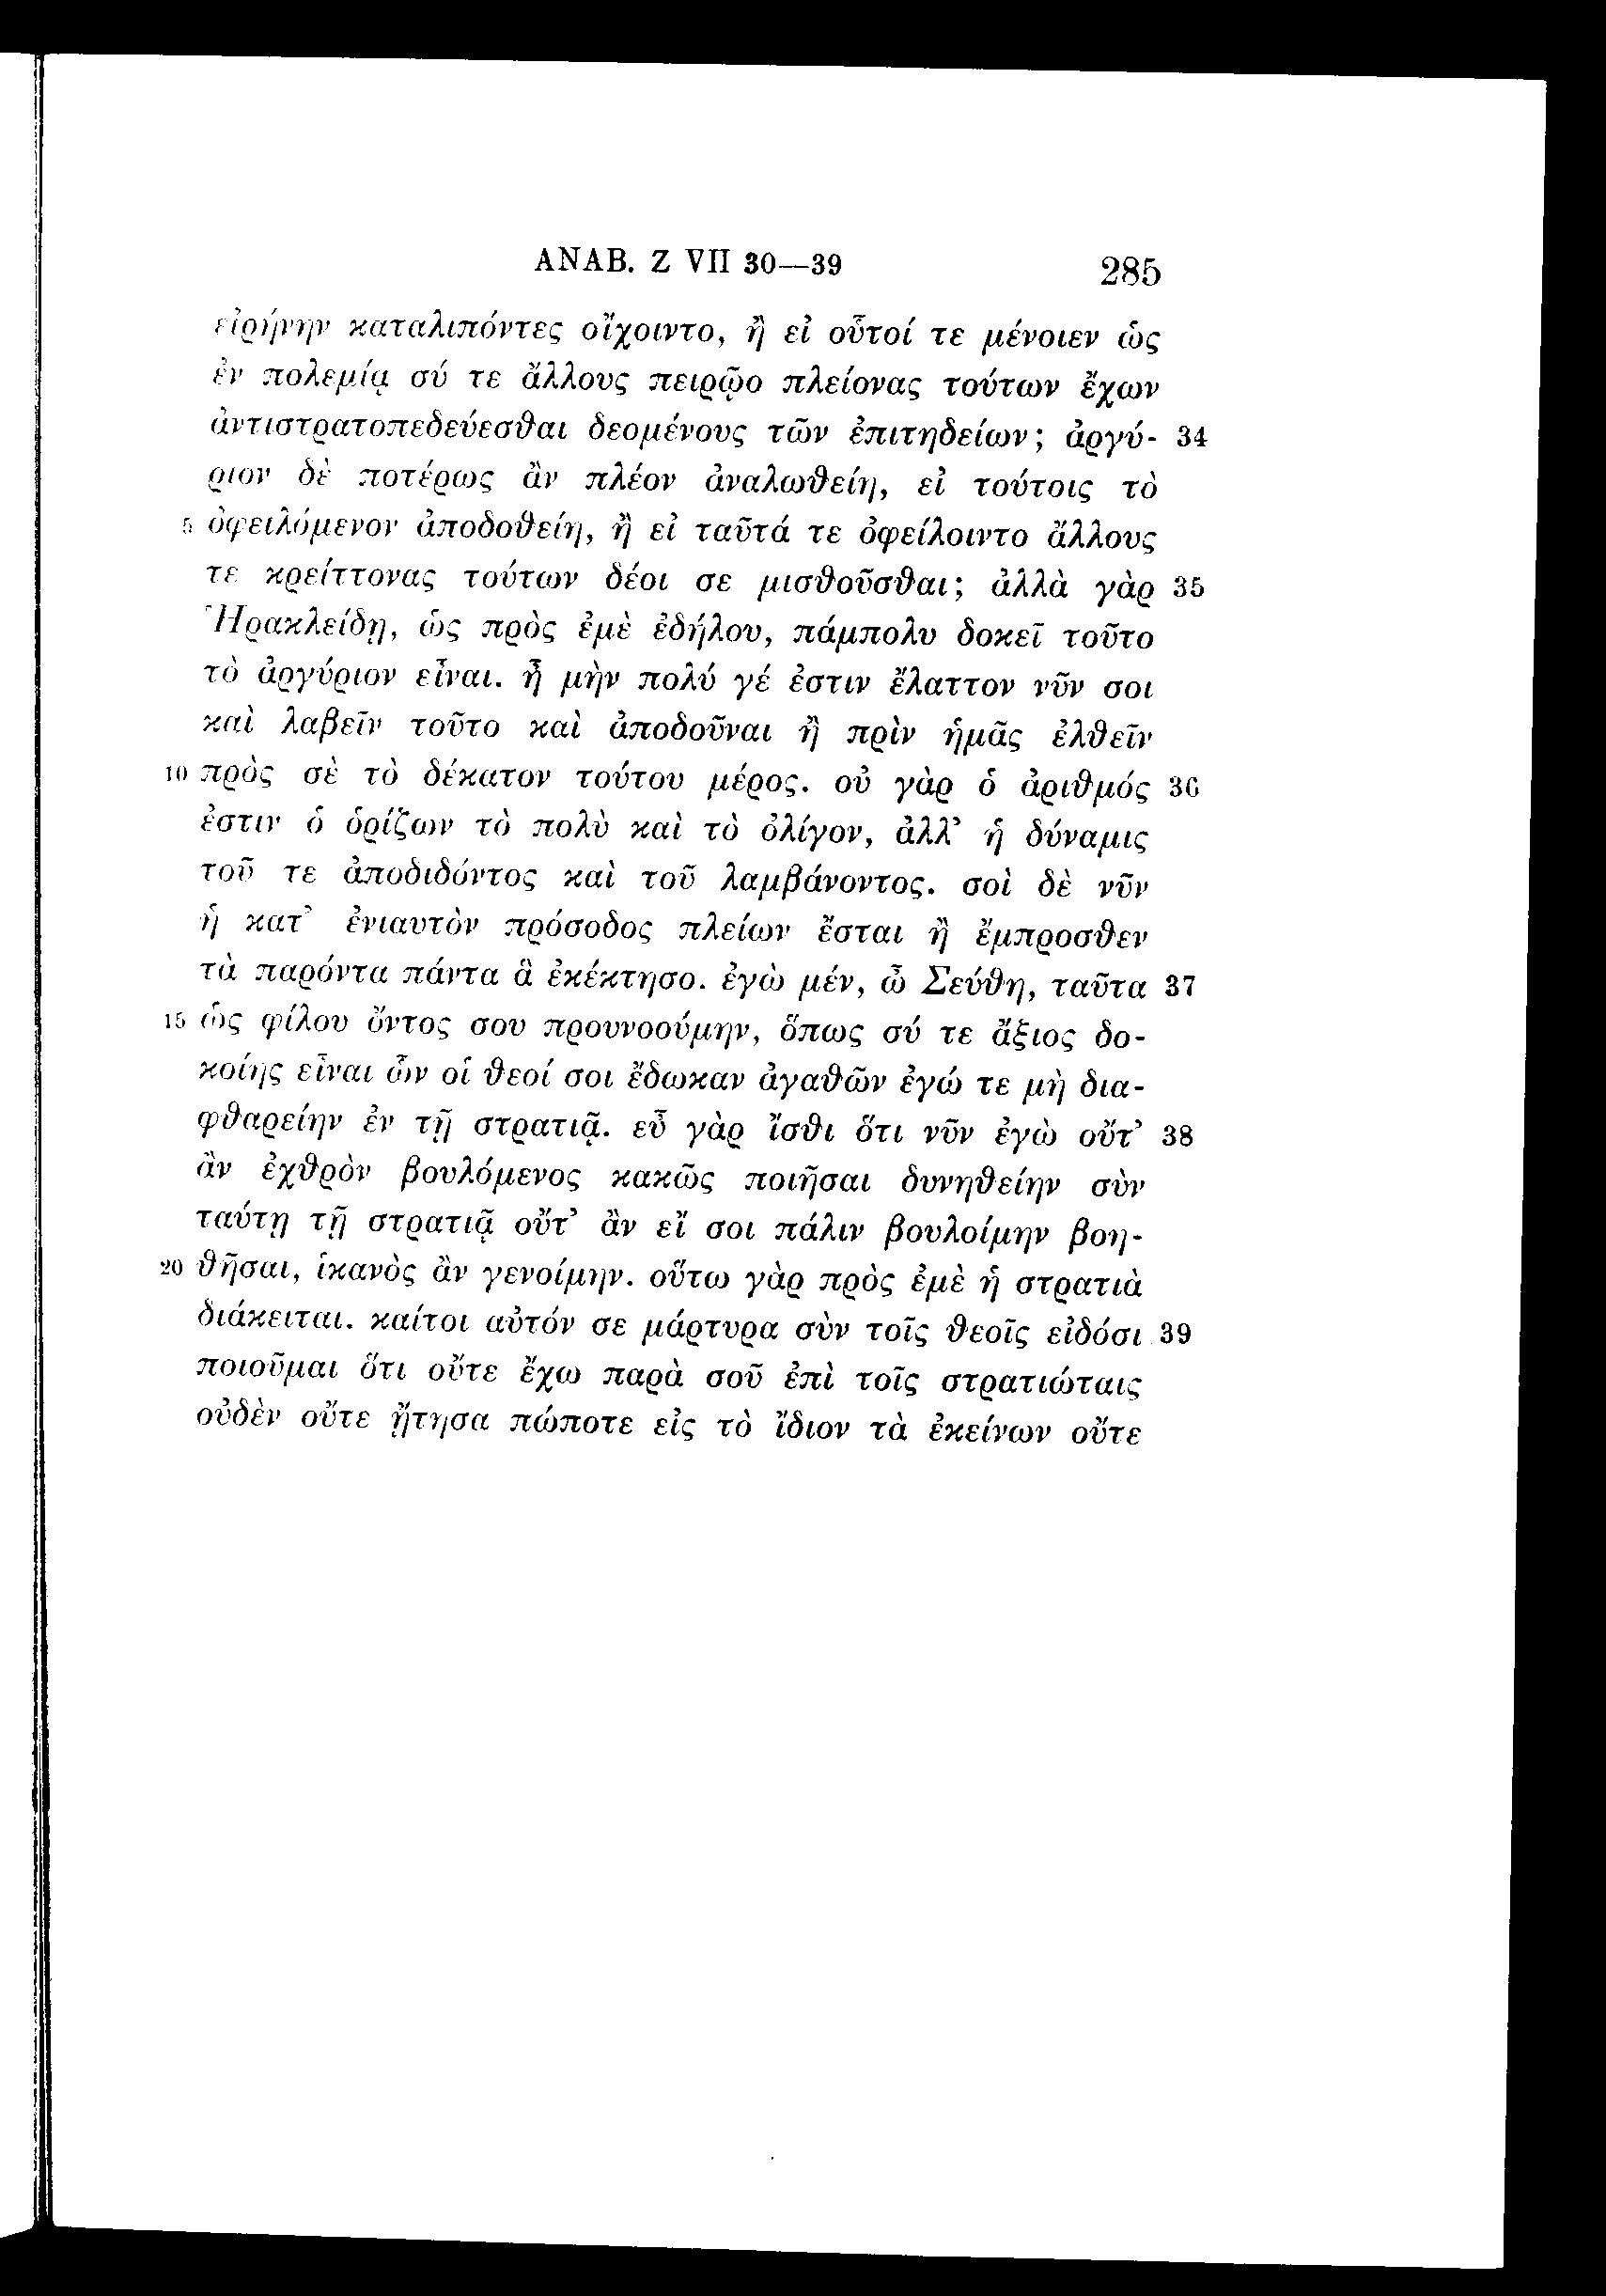 ANAB. Z VII 30—39 285
εἰρήνην καταλιπόντες οἴχοιντο, ἢ εἰ οὗτοί τε μένοιεν ὡς
ἐν πολεμίᾳ σύ τε ἄλλους πειρῷο πλείονας τούτων ἔχων
ἀντιστρατοπεδεύεσθαι δεομένους τῶν ἐπιτηδείων; ἀργύ- 34
ριον δὲ ποτέρως ἂν πλέον ἀναλωθείη, εἰ τούτοις τὸ
5 ὀφειλόμενον ἀποδοθείη, ἢ εἰ ταῦτά τε ὀφείλοιντο ἄλλους
τε κρείττονας τούτων δέοι σε μισθοῦσθαι; ἀλλὰ γὰρ 35
Ἡρακλείδῃ, ὡς πρὸς ἐμὲ ἐδήλου, πάμπολυ δοκεῖ τοῦτο
τὸ ἀργύριον εἶναι. ἦ μὴν πολύ γέ ἐστιν ἔλαττον νῦν σοι
καὶ λαβεῖν τοῦτο καὶ ἀποδοῦναι ἢ πρὶν ἡμᾶς ἐλθεῖν
10 πρὸς σὲ τὸ δέκατον τούτου μέρος. οὐ γὰρ ὁ ἀριθμός 36
ἐστιν ὁ ὁρίζων τὸ πολὺ καὶ τὸ ὀλίγον, ἀλλ’ ἡ δύναμις
τοῦ τε ἀποδιδόντος καὶ τοῦ λαμβάνοντος. σοὶ δὲ νῦν
ἡ κατ’ ἐνιαυτὸν πρόσοδος πλείων ἔσται ἢ ἔμπροσθεν
τὰ παρόντα πάντα ἃ ἐκέκτησο. ἐγὼ μέν, ὦ Σεύθη, ταῦτα 37
15 ὡς φίλου ὄντος σου προυνοούμην, ὅπως σύ τε ἄξιος δο-
κοίης εἶναι ὧν οἱ θεοί σοι ἔδωκαν ἀγαθῶν ἐγώ τε μὴ δια-
φθαρείην ἐν τῇ στρατιᾷ. εὖ γὰρ ἴσθι ὅτι νῦν ἐγὼ οὔτ’ 38
ἂν ἐχθρὸν βουλόμενος κακῶς ποιῆσαι δυνηθείην σὺν
ταύτῃ τῇ στρατιᾷ οὔτ’ ἂν εἴ σοι πάλιν βουλοίμην βοη-
20 θῆσαι, ἱκανὸς ἂν γενοίμην. οὕτω γὰρ πρὸς ἐμὲ ἡ στρατιὰ
διάκειται. καίτοι αὐτόν σε μάρτυρα σὺν τοῖς θεοῖς εἰδόσι 39
ποιοῦμαι ὅτι οὔτε ἔχω παρὰ σοῦ ἐπὶ τοῖς στρατιώταις
οὐδὲν οὔτε ᾔτησα πώποτε εἰς τὸ ἴδιον τὰ ἐκείνων οὔτε